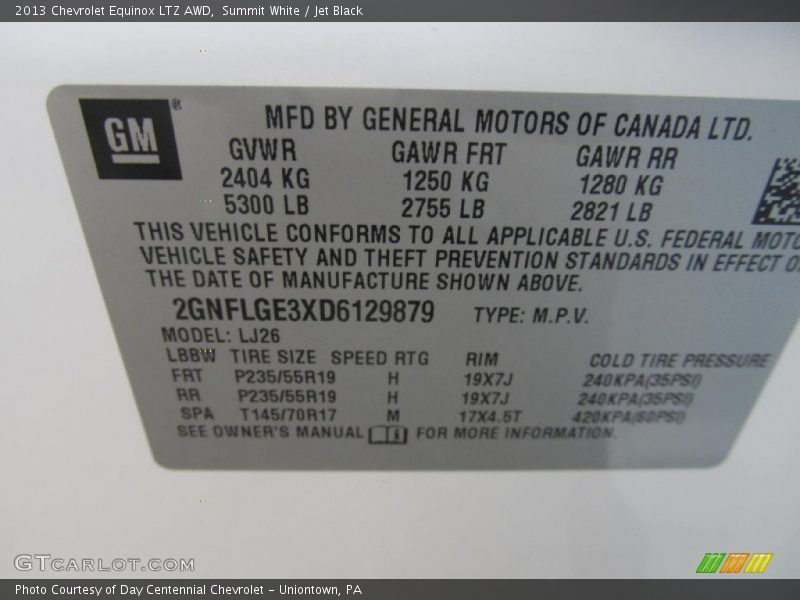 2013 Chevrolet Equinox LTZ AWD,  Summit White / Jet Black
GM ®
MFD BY GENERAL MOTORS OF CANADA LTD.
GVWR GAWR FRT GAWR RR
2404 KG 1250 KG 1280 KG
5300 LB 2755 LB 2821 LB
THIS VEHICLE CONFORMS TO ALL APPLICABLE U.S. FEDERAL MOTO
VEHICLE SAFETY AND THEFT PREVENTION STANDARDS IN EFFECT O
THE DATE OF MANUFACTURE SHOWN ABOVE.
2GNFLGE3XD6129879 TYPE: M.P.V.
MODEL: LJ26
LBBW TIRE SIZE SPEED RTG RIM COLD TIRE PRESSURE
FRT P235/55R19 H 19X7J 240KPA(35PSI)
RR P235/55R19 H 19X7J 240KPA(35PSI)
SPA T145/70R17 M 17X4.5T 420KPA(60PSI)
SEE OWNER'S MANUAL i FOR MORE INFORMATION.
GTCARLOT.COM
Photo Courtesy of Day Centennial Chevrolet - Uniontown, PA